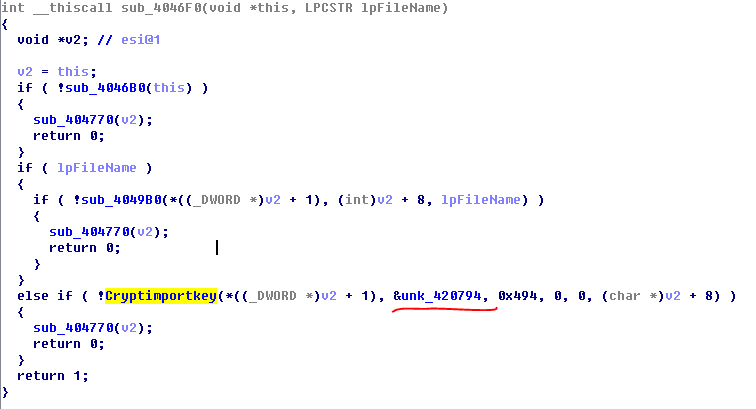 int __thiscall sub_4046F0(void *this, LPCSTR lpFileName)
{
void *v2; // esi@1
v2 = this;
if ( !sub_4046B0(this) )
{
sub_404770(v2);
return 0;
}
if ( lpFileName )
{
if ( !sub_4049B0(*((_DWORD *)v2 + 1), (int)v2 + 8, lpFileName) )
{
sub_404770(v2);
return 0;
}
}
else if ( !Cryptimportkey(*((_DWORD *)v2 + 1), &unk_420794, 0x494, 0, 0, (char *)v2 + 8) )
{
sub_404770(v2);
return 0;
}
return 1;
}